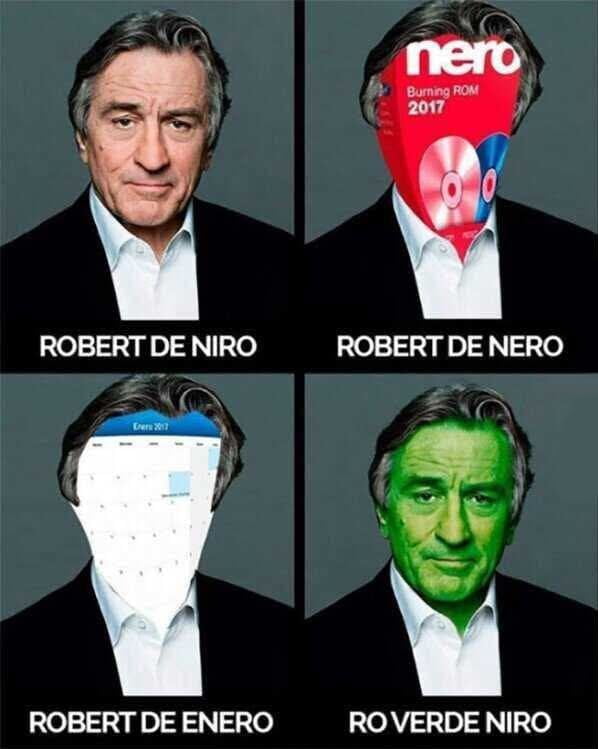 nero
Burning ROM
2017
ROBERT DE NIRO
ROBERT DE NERO
Enero 2017
ROBERT DE ENERO
RO VERDE NIRO